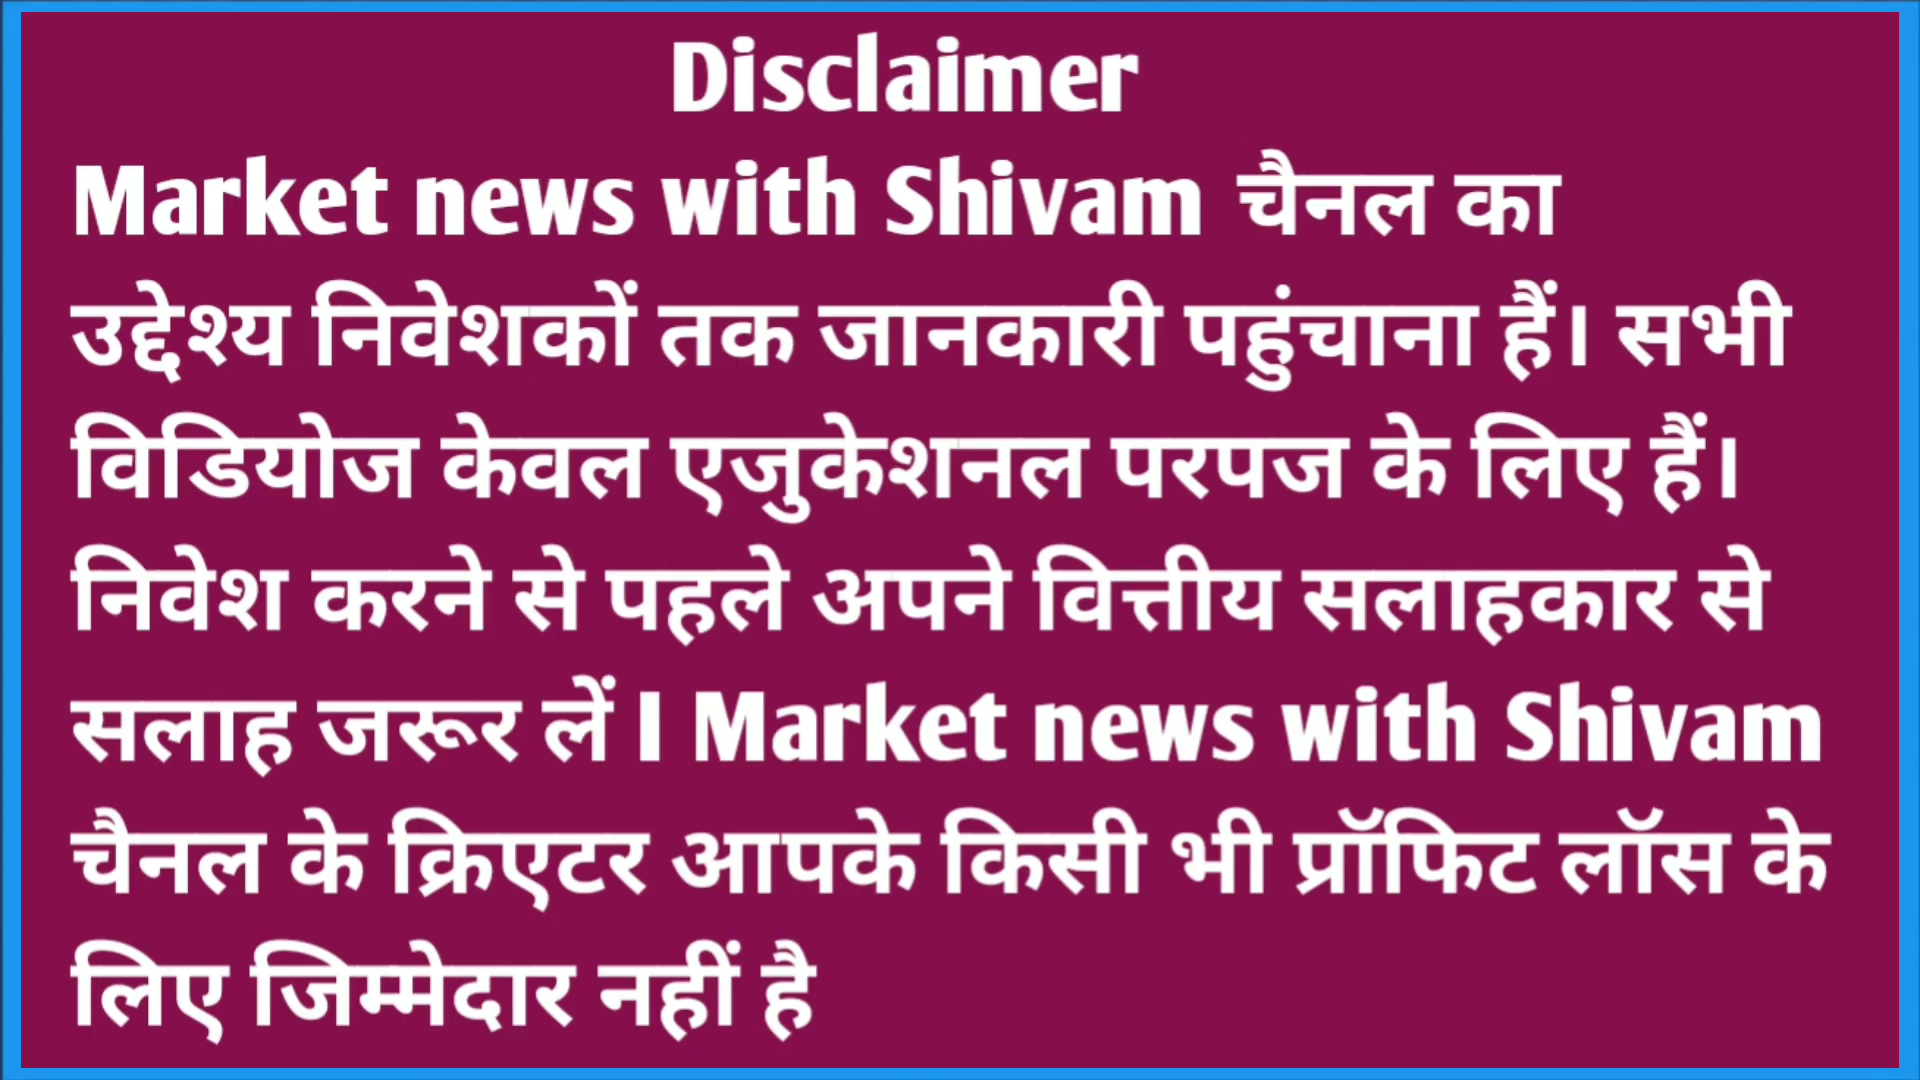 Disclaimer
Market news with Shivam चैनल का
उद्देश्य निवेशकों तक जानकारी पहुंचाना हैं। सभी
विडियोज केवल एजुकेशनल परपज के लिए हैं।
निवेश करने से पहले अपने वित्तीय सलाहकार से
सलाह जरूर लें I Market news with Shivam
चैनल के क्रिएटर आपके किसी भी प्रॉफिट लॉस के
लिए जिम्मेदार नहीं है